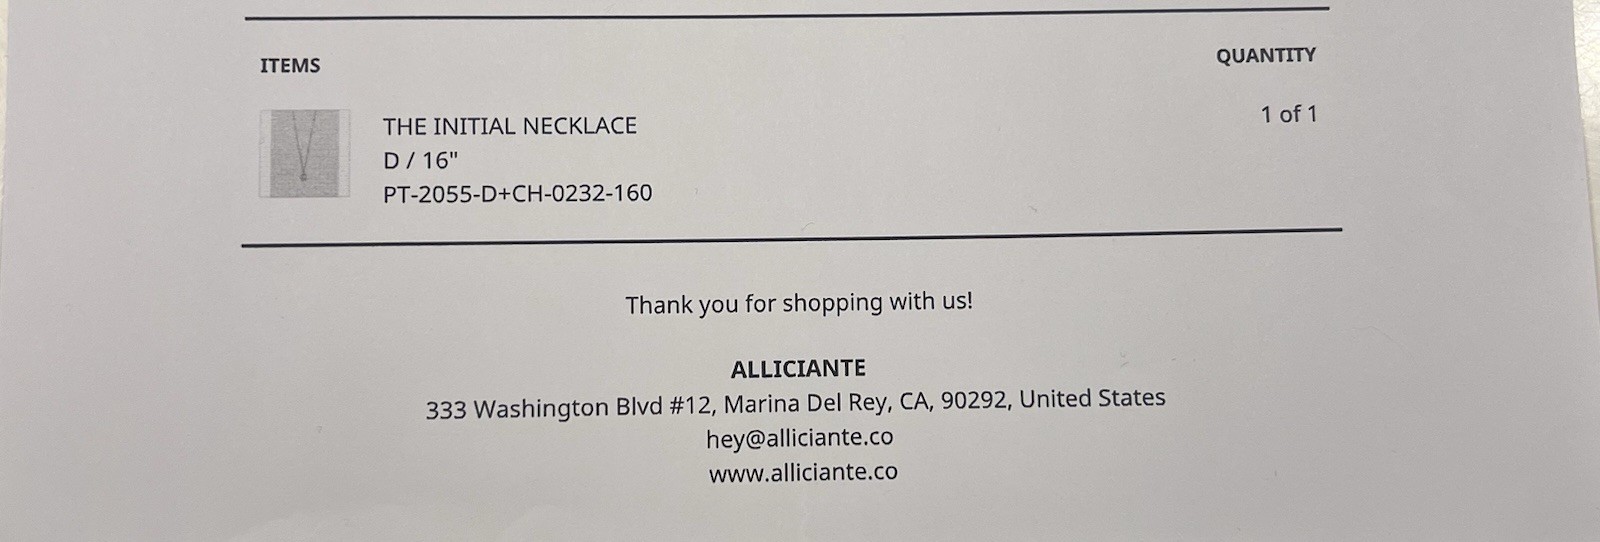 ITEMS
QUANTITY
THE INITIAL NECKLACE
1 of 1
D / 16"
PT-2055-D+CH-0232-160
Thank you for shopping with us!
ALLICIANTE
333 Washington Blvd #12, Marina Del Rey, CA, 90292, United States
hey@alliciante.co
www.alliciante.co